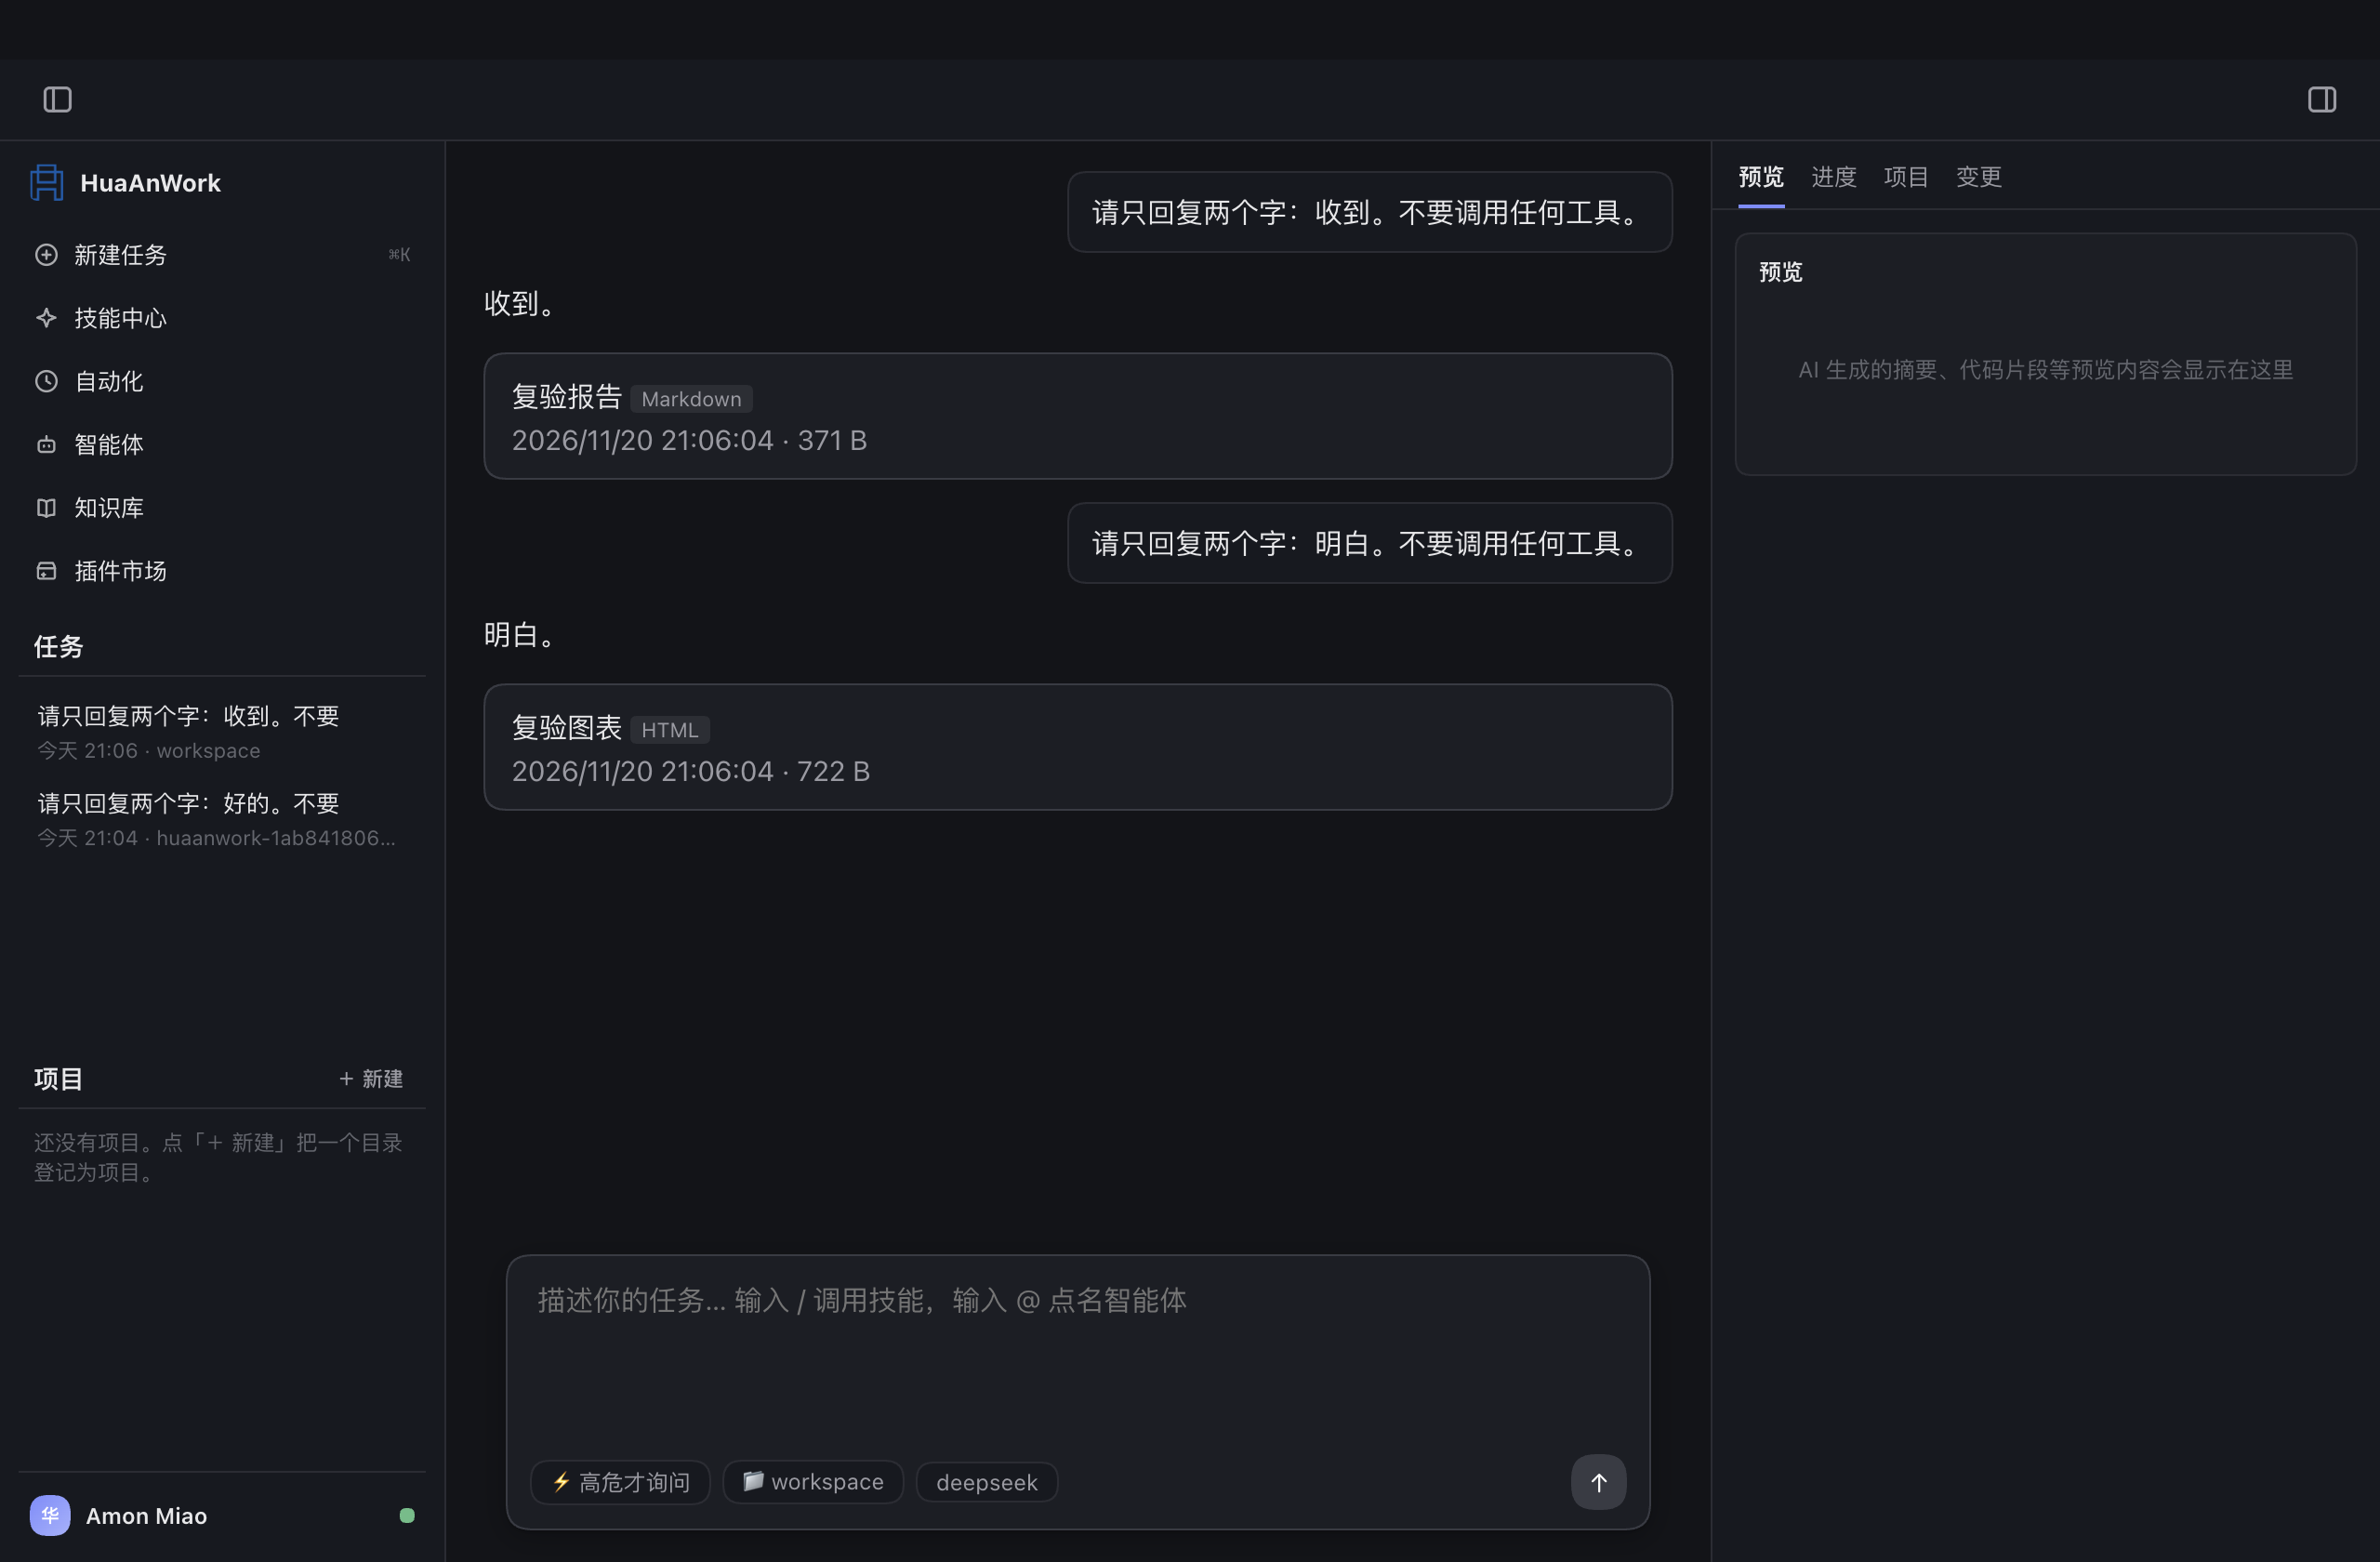 HuaAnWork
新建任务 ⌘K
技能中心
自动化
智能体
知识库
插件市场
任务
请只回复两个字：收到。不要
今天 21:06 · workspace
请只回复两个字：好的。不要
今天 21:04 · huaanwork-1ab841806...
项目 + 新建
还没有项目。点「+ 新建」把一个目录
登记为项目。
华 Amon Miao
请只回复两个字：收到。不要调用任何工具。
收到。
复验报告 Markdown
2026/11/20 21:06:04 · 371 B
请只回复两个字：明白。不要调用任何工具。
明白。
复验图表 HTML
2026/11/20 21:06:04 · 722 B
描述你的任务... 输入 / 调用技能，输入 @ 点名智能体
⚡ 高危才询问 workspace deepseek
预览 进度 项目 变更
预览
AI 生成的摘要、代码片段等预览内容会显示在这里